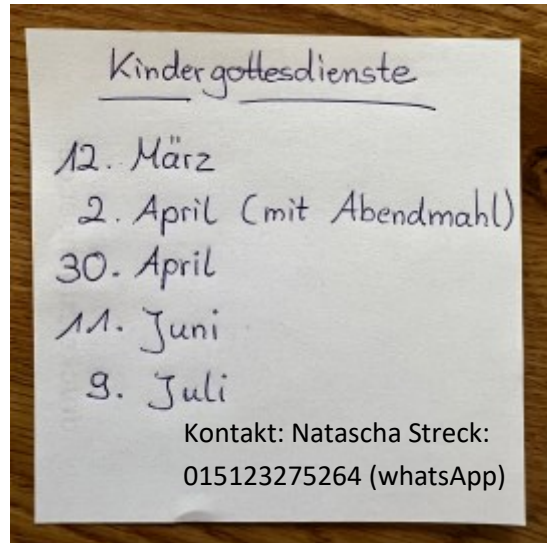 Kindergottesdienste
12. März
2. April (mit Abendmahl)
30. April
11. Juni
9. Juli
Kontakt: Natascha Streck:
015123275264 (whatsApp)